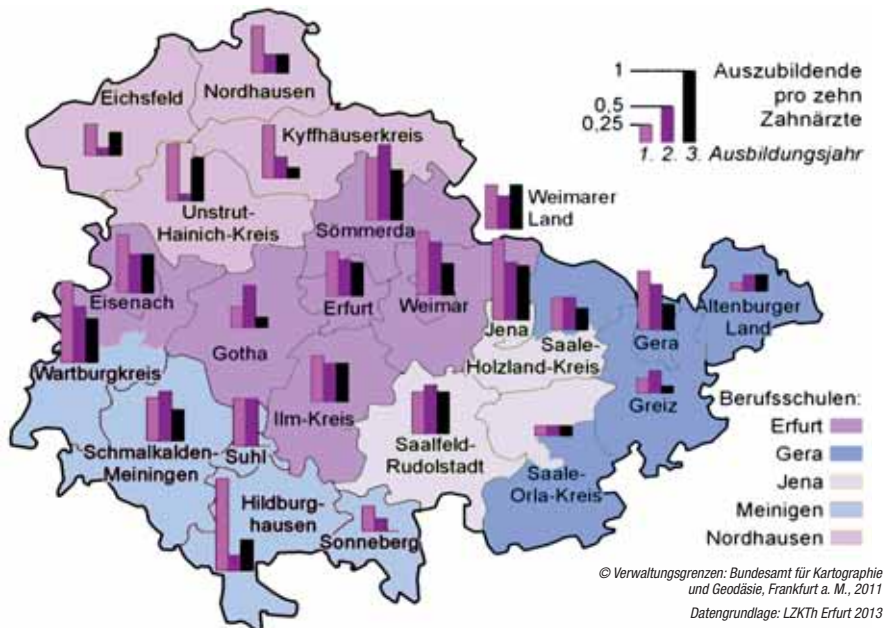 Eichsfeld
Nordhausen
Kyffhäuserkreis
Unstrut-
Hainich-Kreis
Sömmerda
Weimarer
Land
Eisenach
Erfurt
Weimar
Jena
Saale-
Holzland-Kreis
Gera
Altenburger
Land
Gotha
Wartburgkreis
Ilm-Kreis
Greiz
Schmalkalden-
Meiningen
Suhl
Saalfeld-
Rudolstadt
Saale-
Orla-Kreis
Hildburg-
hausen
Sonneberg
1
0,5
0,25
Auszubildende
pro zehn
Zahnärzte
1. 2. 3. Ausbildungsjahr
Berufsschulen:
Erfurt
Gera
Jena
Meinigen
Nordhausen
© Verwaltungsgrenzen: Bundesamt für Kartographie
und Geodäsie, Frankfurt a. M., 2011
Datengrundlage: LZKTh Erfurt 2013